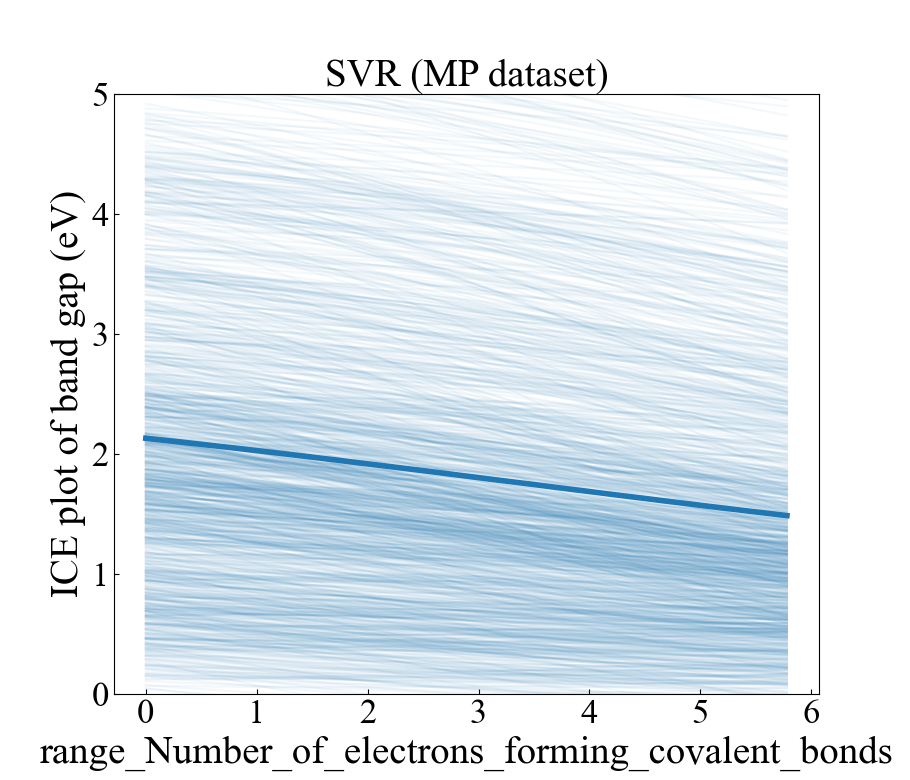 SVR (MP dataset)
ICE plot of band gap (eV)
5
4
3
2
1
0
0 1 2 3 4 5 6
range_Number_of_electrons_forming_covalent_bonds